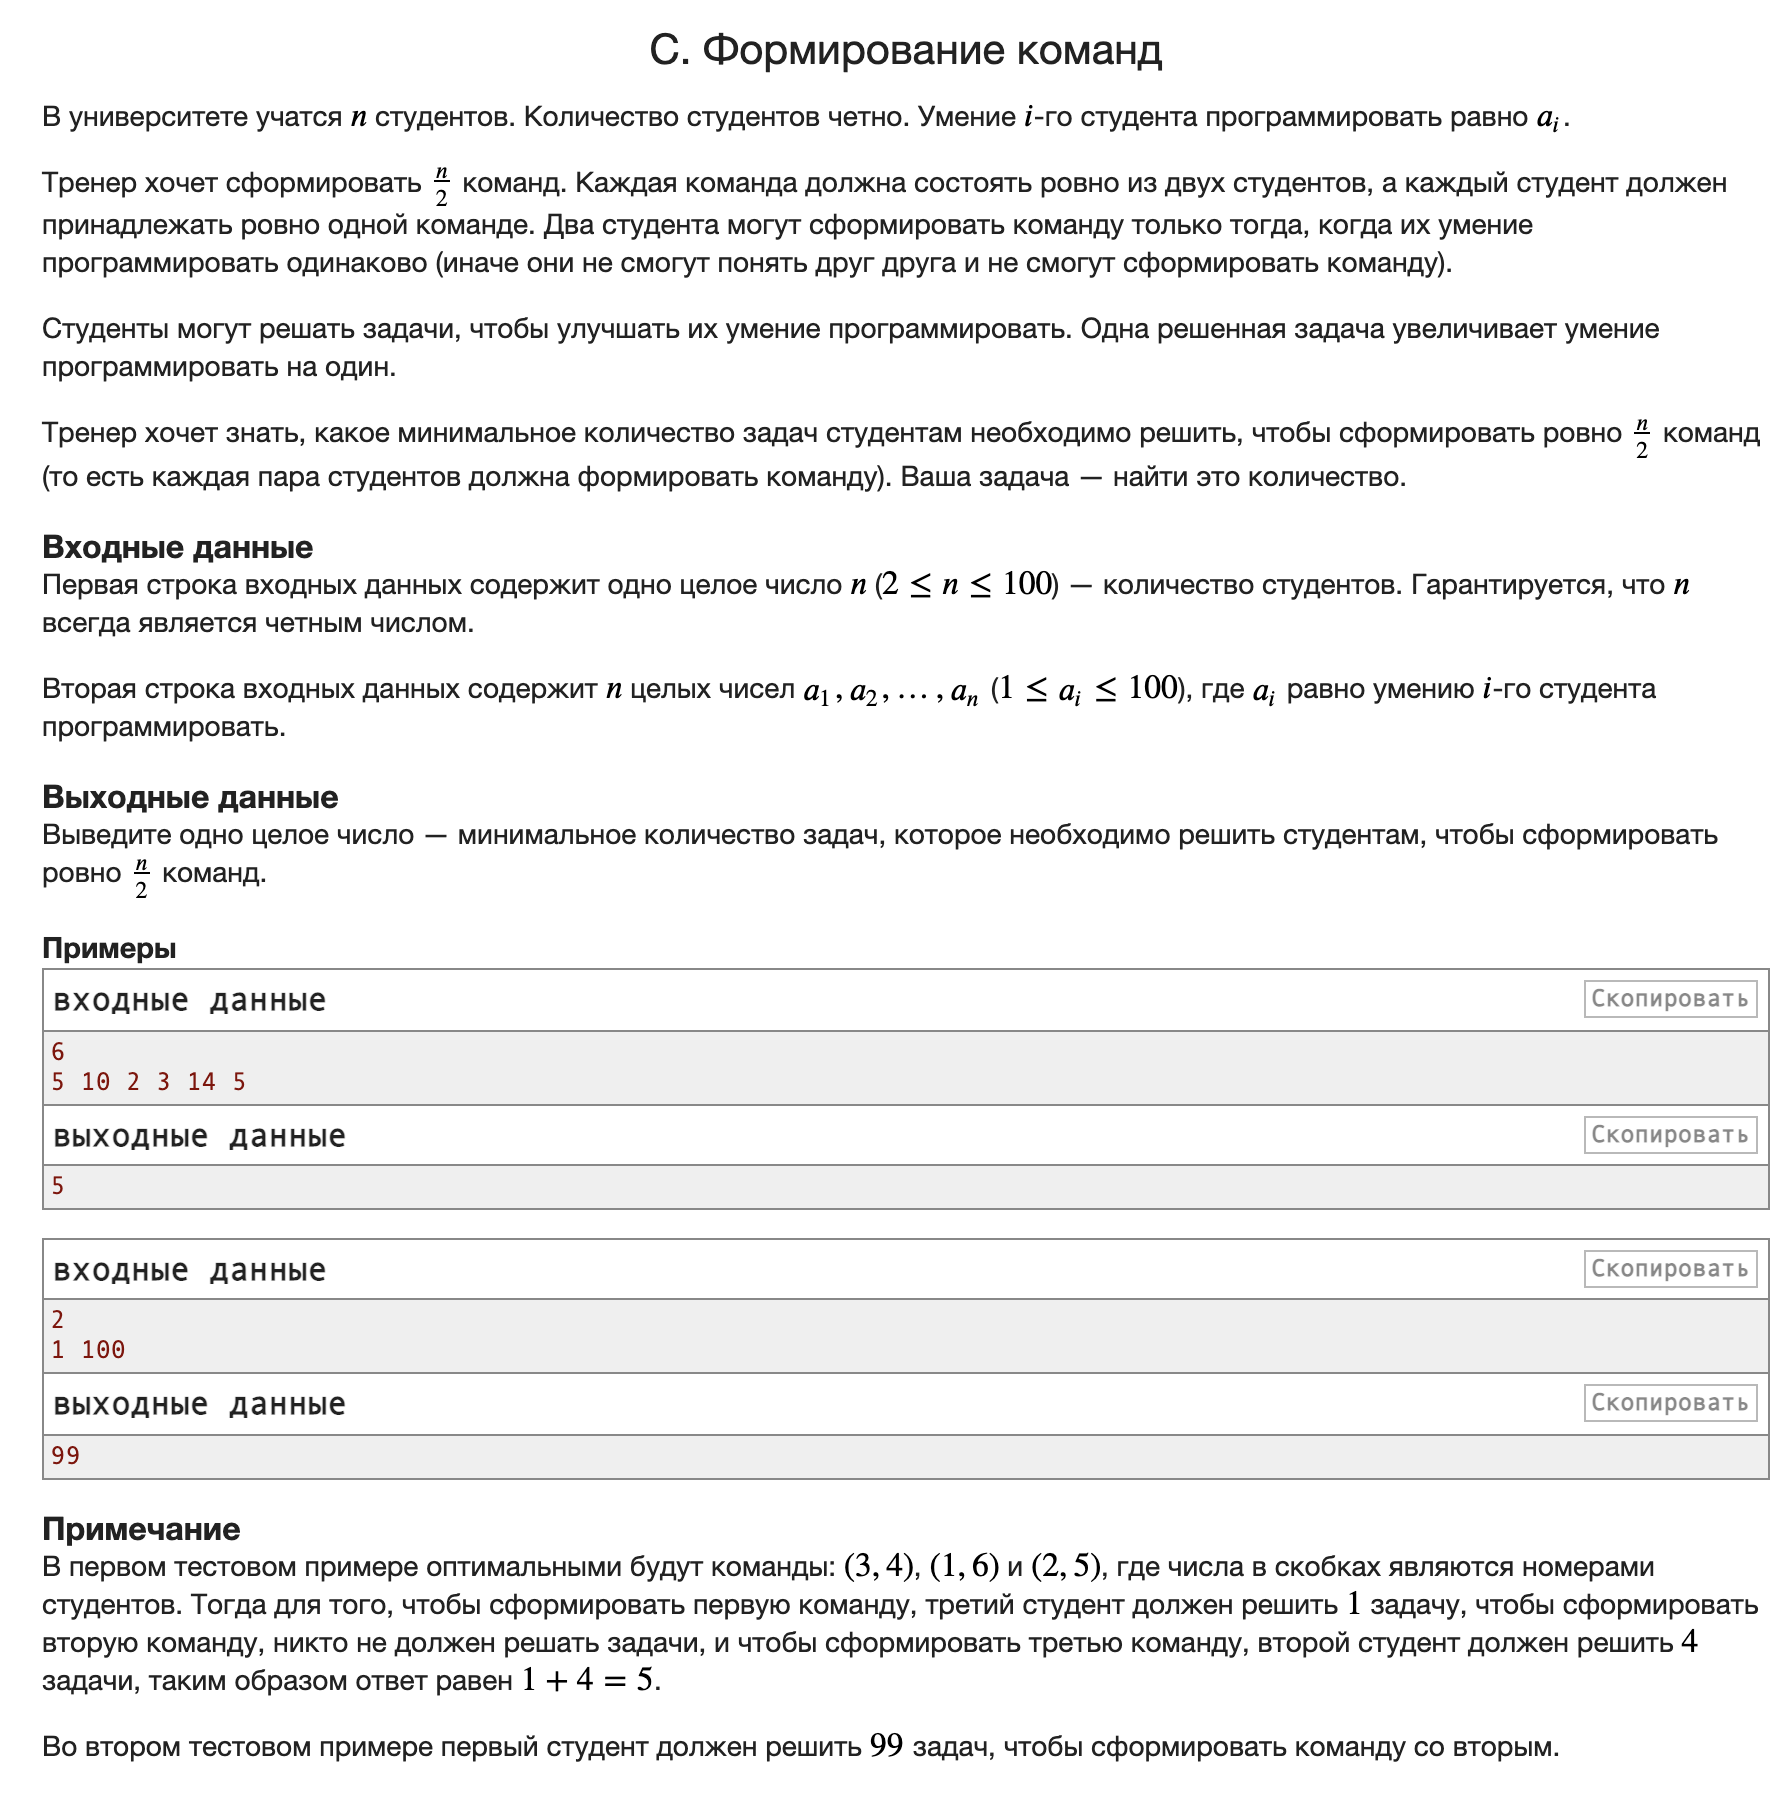 С. Формирование команд
В университете учатся n студентов. Количество студентов четно. Умение i-го студента программировать равно a_i.
Тренер хочет сформировать n/2 команд. Каждая команда должна состоять ровно из двух студентов, а каждый студент должен
принадлежать ровно одной команде. Два студента могут сформировать команду только тогда, когда их умение
программировать одинаково (иначе они не смогут понять друг друга и не смогут сформировать команду).
Студенты могут решать задачи, чтобы улучшать их умение программировать. Одна решенная задача увеличивает умение
программировать на один.
Тренер хочет знать, какое минимальное количество задач студентам необходимо решить, чтобы сформировать ровно n/2 команд
(то есть каждая пара студентов должна формировать команду). Ваша задача — найти это количество.
Входные данные
Первая строка входных данных содержит одно целое число n (2 ≤ n ≤ 100) — количество студентов. Гарантируется, что n
всегда является четным числом.
Вторая строка входных данных содержит n целых чисел a_1, a_2, …, a_n (1 ≤ a_i ≤ 100), где a_i равно умению i-го студента
программировать.
Выходные данные
Выведите одно целое число — минимальное количество задач, которое необходимо решить студентам, чтобы сформировать
ровно n/2 команд.
Примеры
входные данные
Скопировать
6
5 10 2 3 14 5
выходные данные
Скопировать
5
входные данные
Скопировать
2
1 100
выходные данные
Скопировать
99
Примечание
В первом тестовом примере оптимальными будут команды: (3, 4), (1, 6) и (2, 5), где числа в скобках являются номерами
студентов. Тогда для того, чтобы сформировать первую команду, третий студент должен решить 1 задачу, чтобы сформировать
вторую команду, никто не должен решать задачи, и чтобы сформировать третью команду, второй студент должен решить 4
задачи, таким образом ответ равен 1 + 4 = 5.
Во втором тестовом примере первый студент должен решить 99 задач, чтобы сформировать команду со вторым.